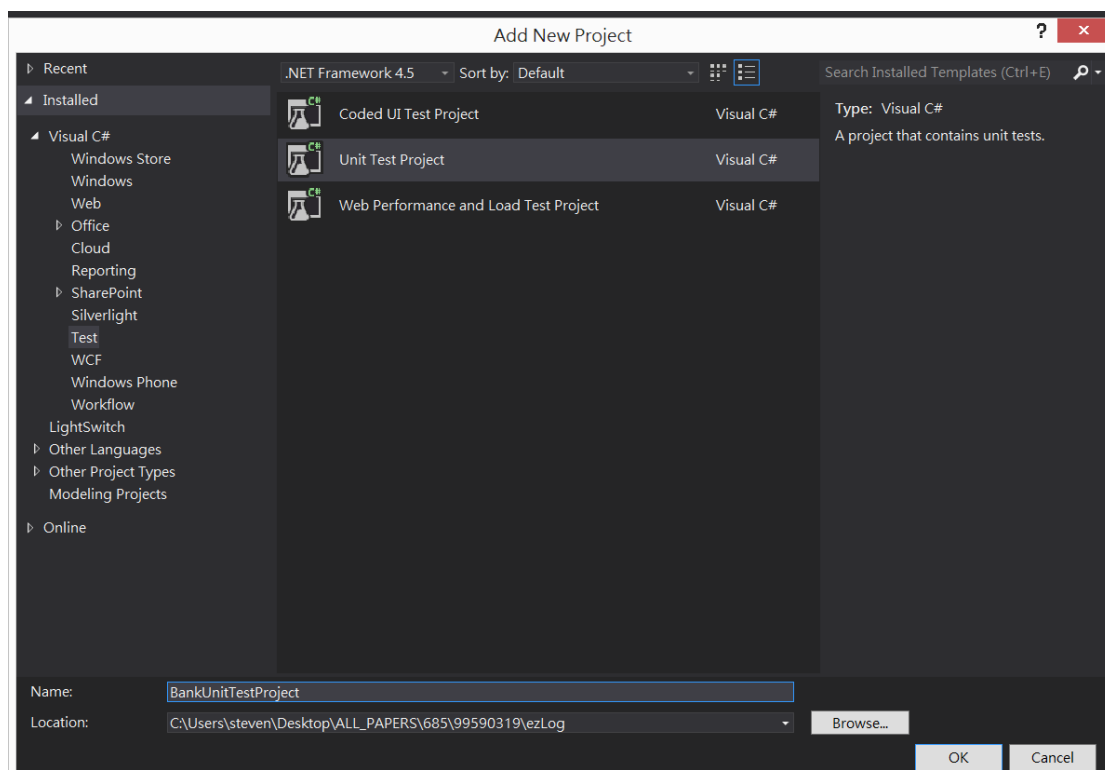 Add New Project
?
Recent
Installed
Visual C#
Windows Store
Windows
Web
Office
Cloud
Reporting
SharePoint
Silverlight
Test
WCF
Windows Phone
Workflow
LightSwitch
Other Languages
Other Project Types
Modeling Projects
Online
.NET Framework 4.5 Sort by: Default
C# Coded UI Test Project Visual C#
C# Unit Test Project Visual C#
C# Web Performance and Load Test Project Visual C#
Search Installed Templates (Ctrl+E)
Type: Visual C#
A project that contains unit tests.
Name: BankUnitTestProject
Location: C:\Users\steven\Desktop\ALL_PAPERS\685\99590319\ezLog Browse...
OK Cancel